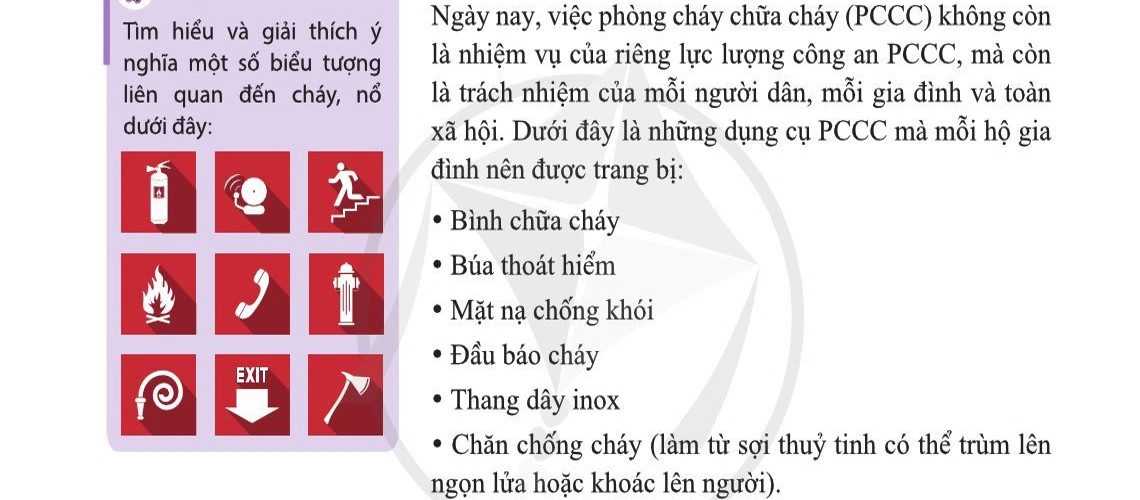 Tìm hiểu và giải thích ý
nghĩa một số biểu tượng
liên quan đến cháy, nổ
dưới đây:
EXIT
Ngày nay, việc phòng cháy chữa cháy (PCCC) không còn
là nhiệm vụ của riêng lực lượng công an PCCC, mà còn
là trách nhiệm của mỗi người dân, mỗi gia đình và toàn
xã hội. Dưới đây là những dụng cụ PCCC mà mỗi hộ gia
đình nên được trang bị:
• Bình chữa cháy
• Búa thoát hiểm
• Mặt nạ chống khói
• Đầu báo cháy
• Thang dây inox
• Chăn chống cháy (làm từ sợi thuỷ tinh có thể trùm lên
ngọn lửa hoặc khoác lên người).